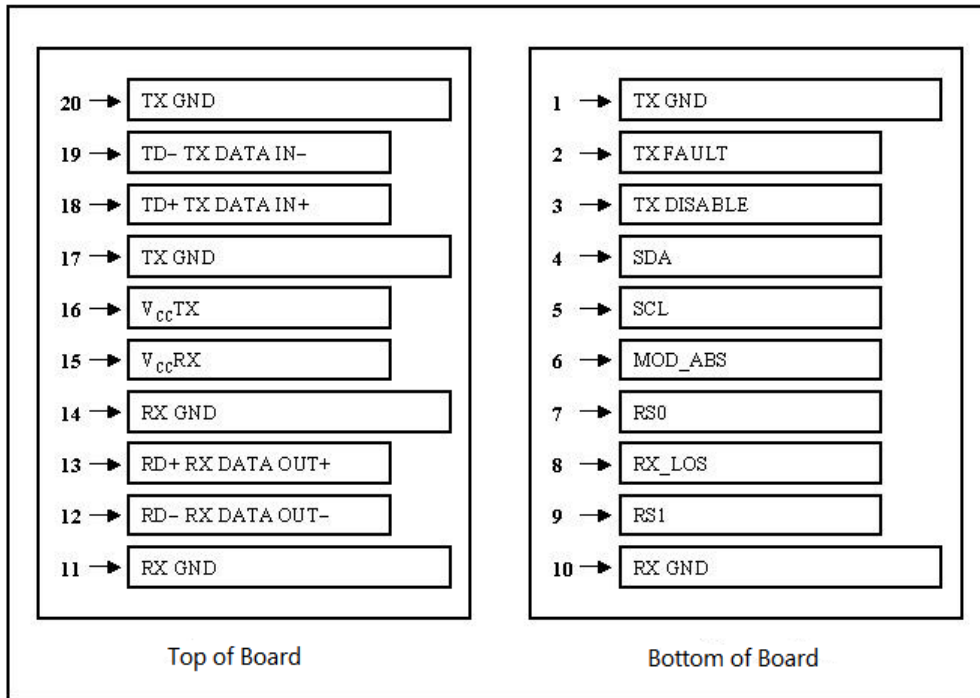 20 TX GND
19 TD− TX DATA IN−
18 TD+ TX DATA IN+
17 TX GND
16 VCCTX
15 VCCRX
14 RX GND
13 RD+ RX DATA OUT+
12 RD− RX DATA OUT−
11 RX GND
Top of Board
1 TX GND
2 TX FAULT
3 TX DISABLE
4 SDA
5 SCL
6 MOD_ABS
7 RS0
8 RX_LOS
9 RS1
10 RX GND
Bottom of Board